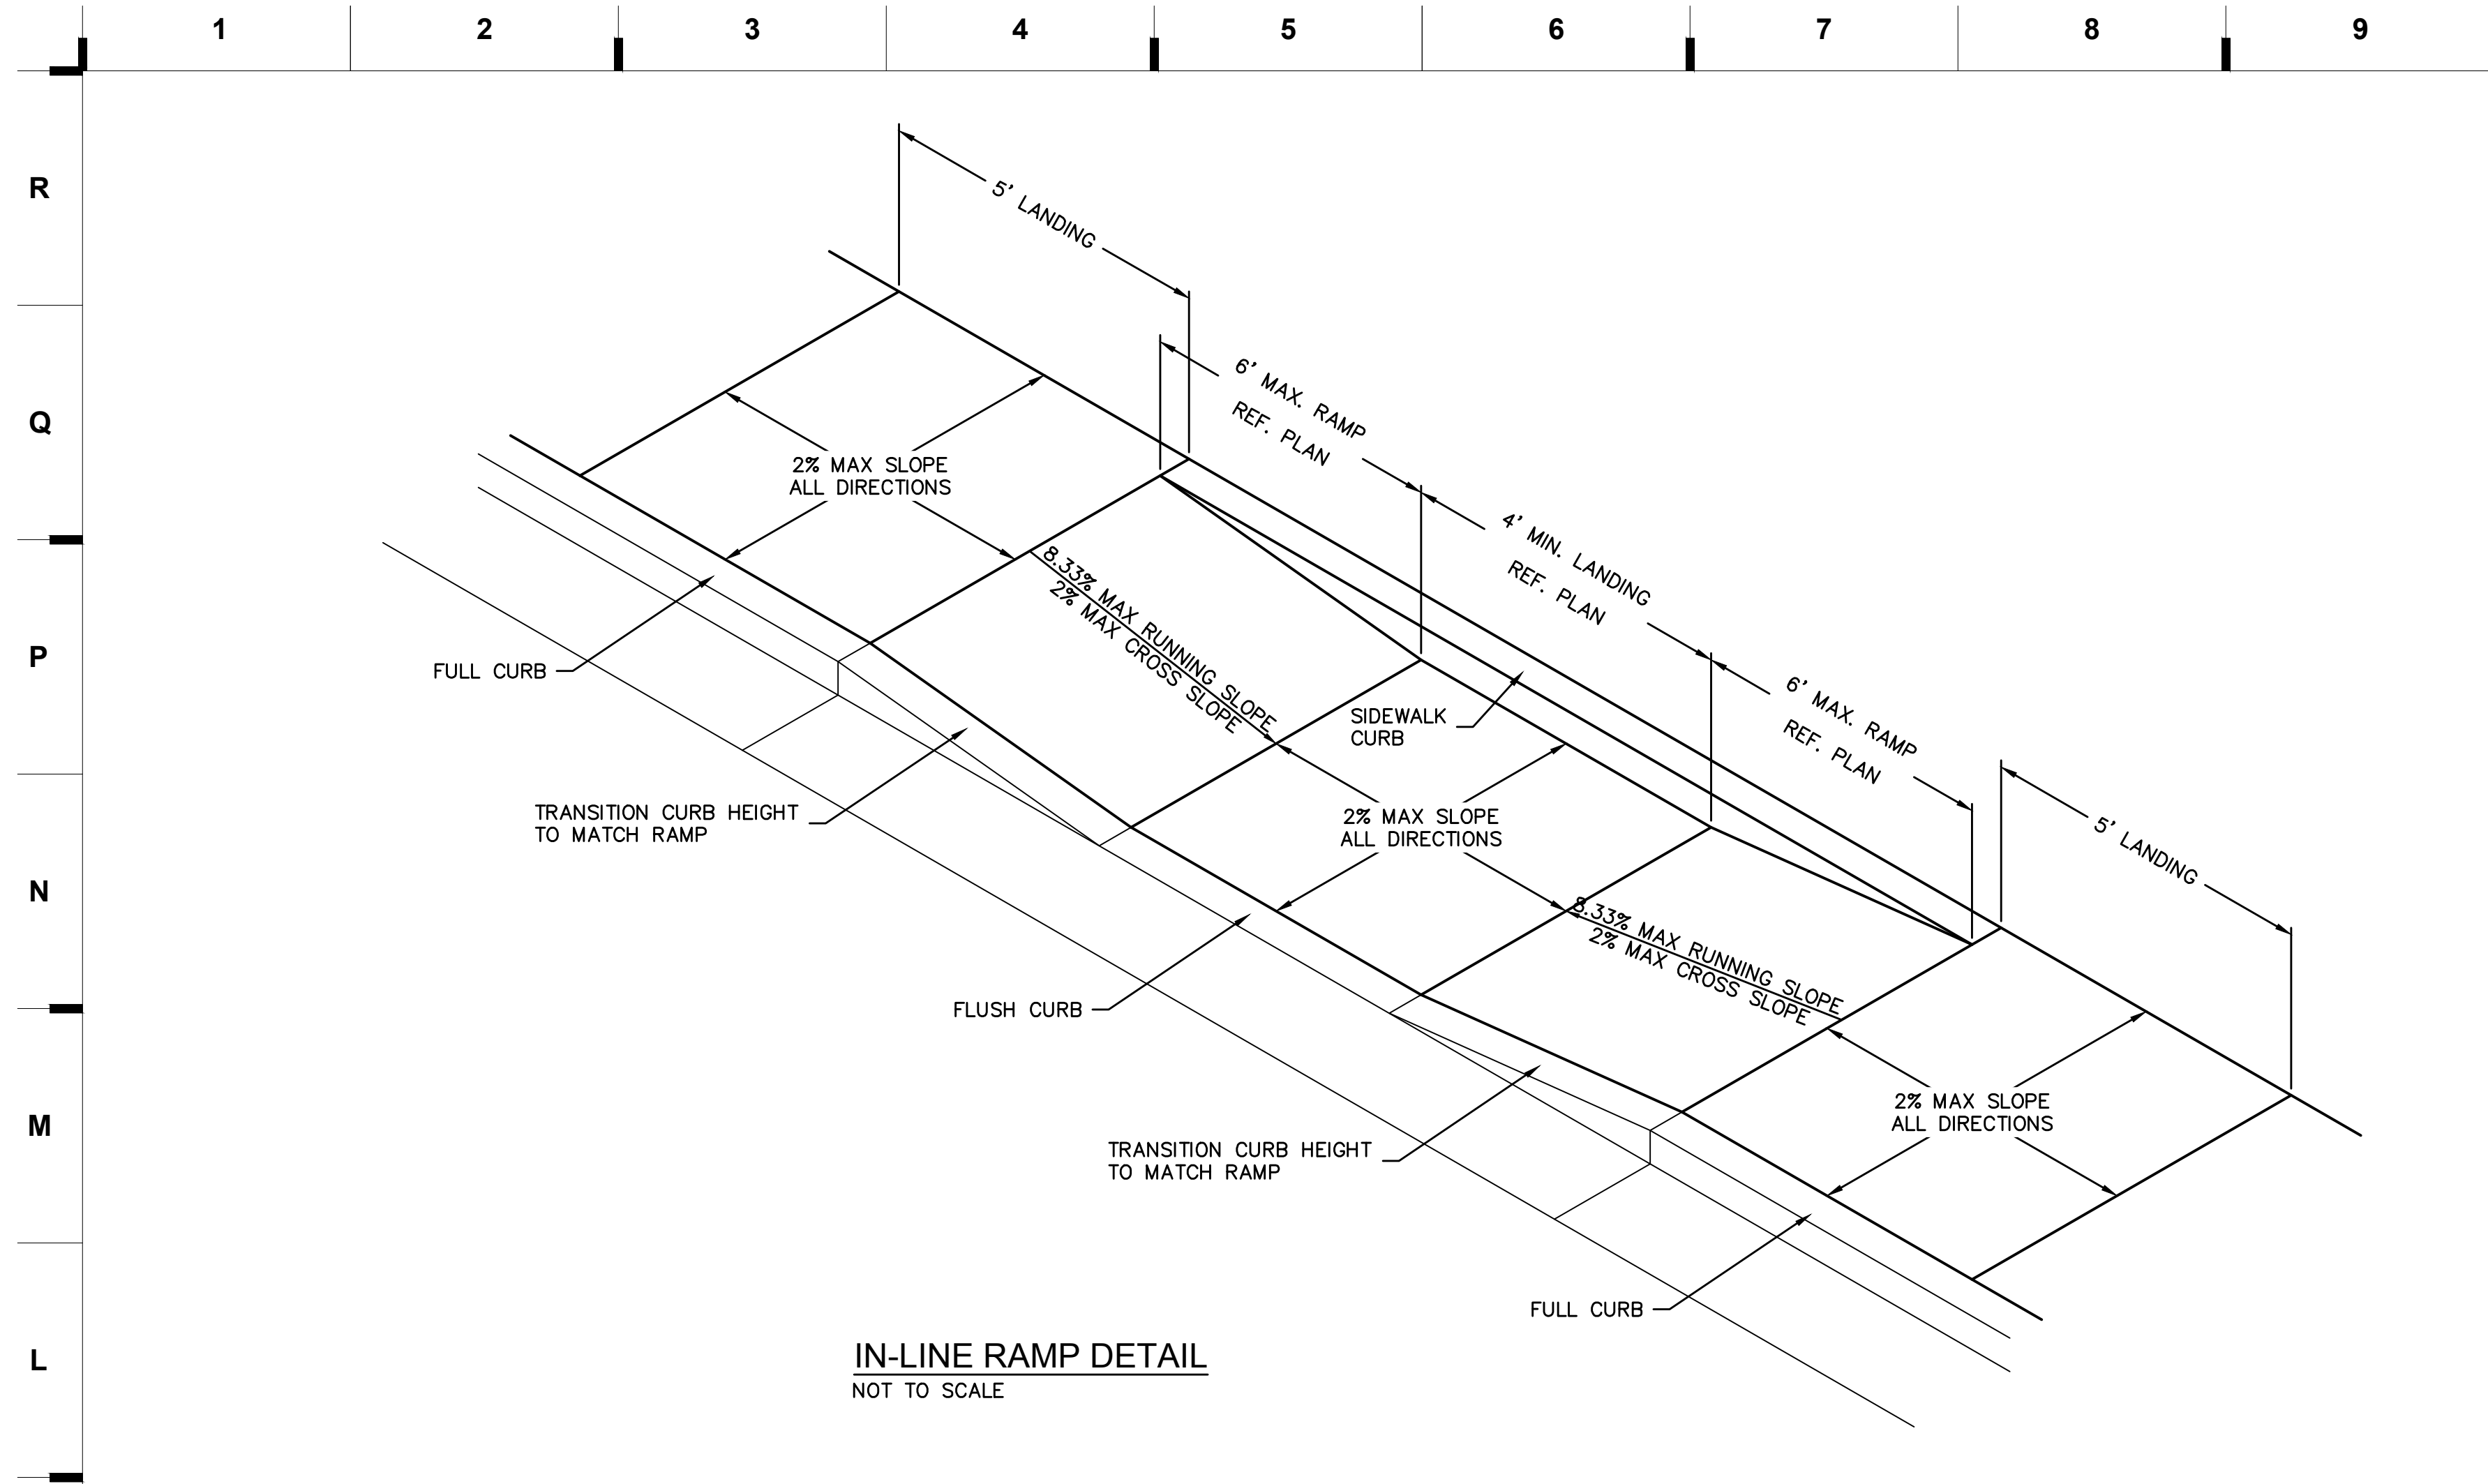 1 2 3 4 5 6 7 8 9
R
Q
P
N
M
L
5' LANDING
6' MAX. RAMP
REF. PLAN
4' MIN. LANDING
REF. PLAN
6' MAX. RAMP
REF. PLAN
5' LANDING
2% MAX SLOPE
ALL DIRECTIONS
8.33% MAX RUNNING SLOPE
2% MAX CROSS SLOPE
FULL CURB
SIDEWALK
CURB
TRANSITION CURB HEIGHT
TO MATCH RAMP
2% MAX SLOPE
ALL DIRECTIONS
8.33% MAX RUNNING SLOPE
2% MAX CROSS SLOPE
FLUSH CURB
2% MAX SLOPE
ALL DIRECTIONS
TRANSITION CURB HEIGHT
TO MATCH RAMP
FULL CURB
IN-LINE RAMP DETAIL
NOT TO SCALE